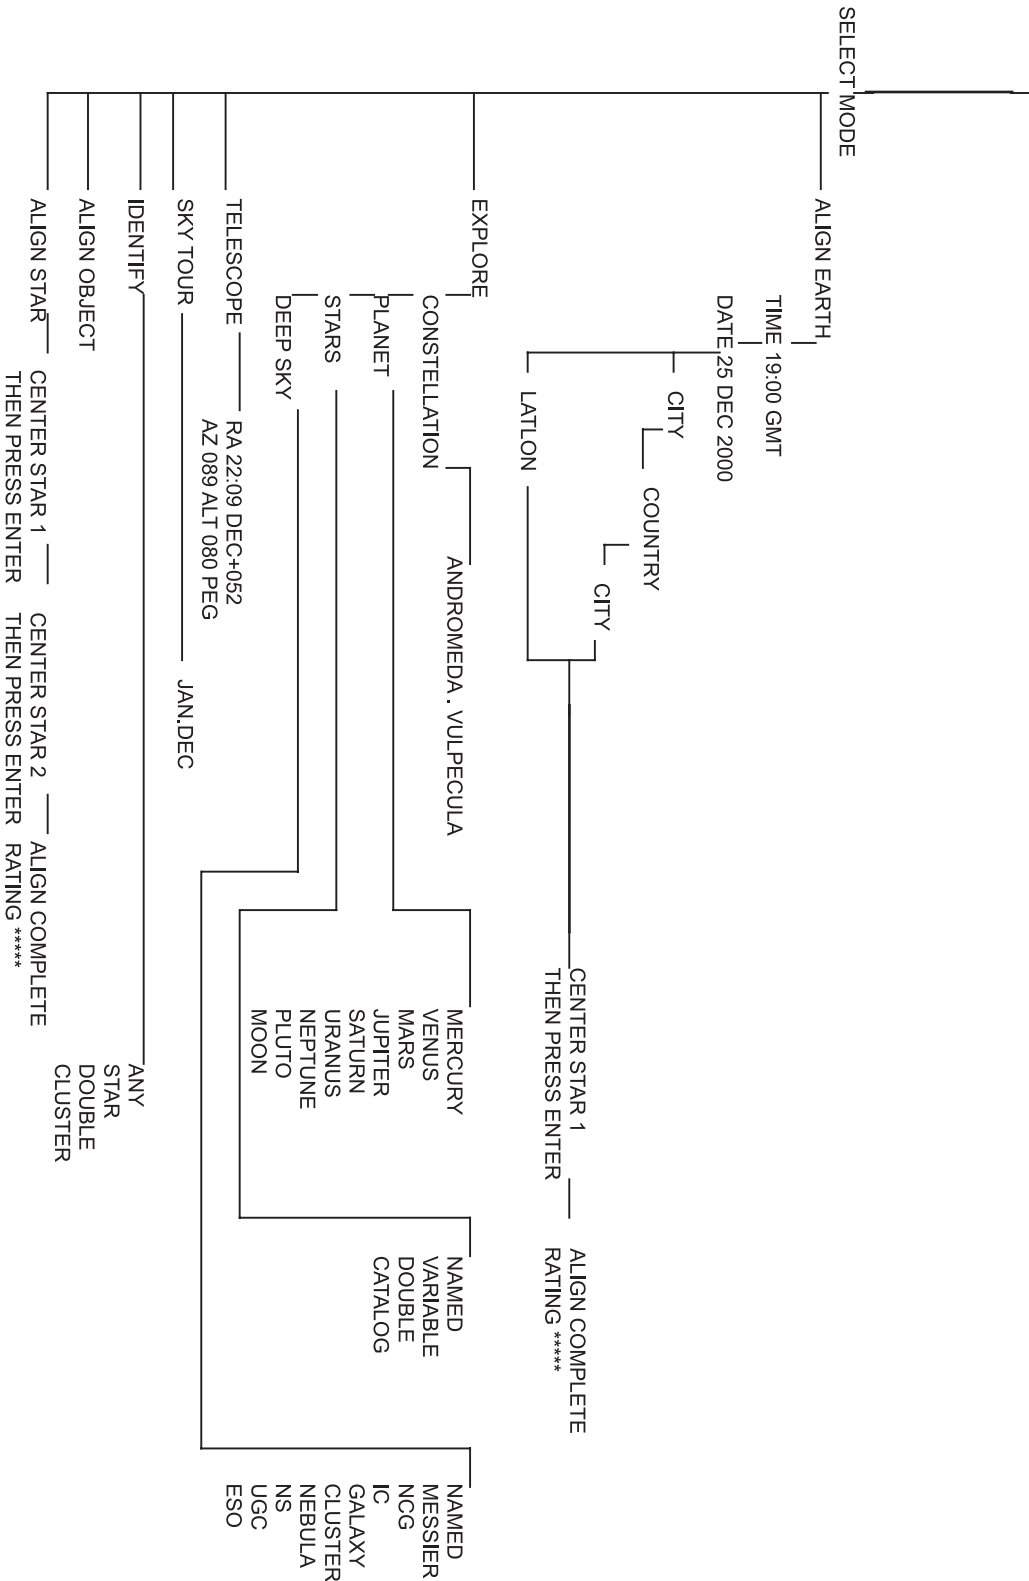 SELECT MODE
ALIGN EARTH
TIME 19:00 GMT
DATE 25 DEC 2000
CITY
COUNTRY
CITY
LATLON
CENTER STAR 1
THEN PRESS ENTER
ALIGN COMPLETE
RATING *****
EXPLORE
CONSTELLATION
ANDROMEDA . VULPECULA
PLANET
MERCURY
VENUS
MARS
JUPITER
SATURN
URANUS
NEPTUNE
PLUTO
MOON
STARS
NAMED
VARIABLE
DOUBLE
CATALOG
DEEP SKY
NAMED
MESSIER
NCG
IC
GALAXY
CLUSTER
NEBULA
NS
UGC
ESO
TELESCOPE
RA 22:09 DEC+052
AZ 089 ALT 080 PEG
SKY TOUR
JAN.DEC
IDENTIFY
ANY
STAR
DOUBLE
CLUSTER
ALIGN OBJECT
ALIGN STAR
CENTER STAR 1
THEN PRESS ENTER
CENTER STAR 2
THEN PRESS ENTER
ALIGN COMPLETE
RATING *****